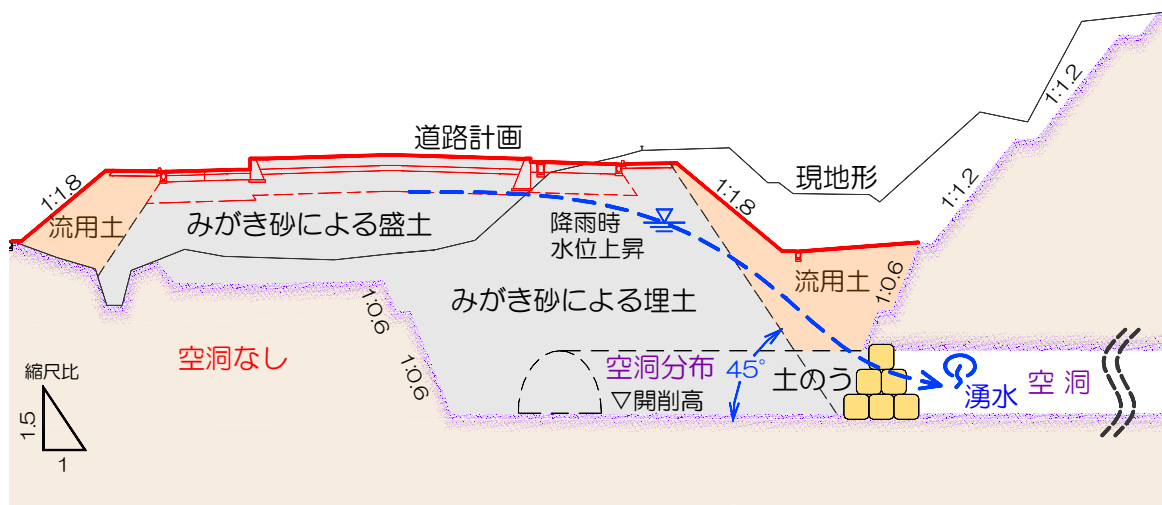 道路計画
現地形
1:1.2
1:1.2
1:1.8
流用土
みがき砂による盛土
降雨時
水位上昇
1:1.8
流用土
1:0.6
みがき砂による埋土
1:0.6
1:0.6
空洞なし
空洞分布
▽開削高
45°
土のう
湧水
空洞
縮尺比
1.5
1